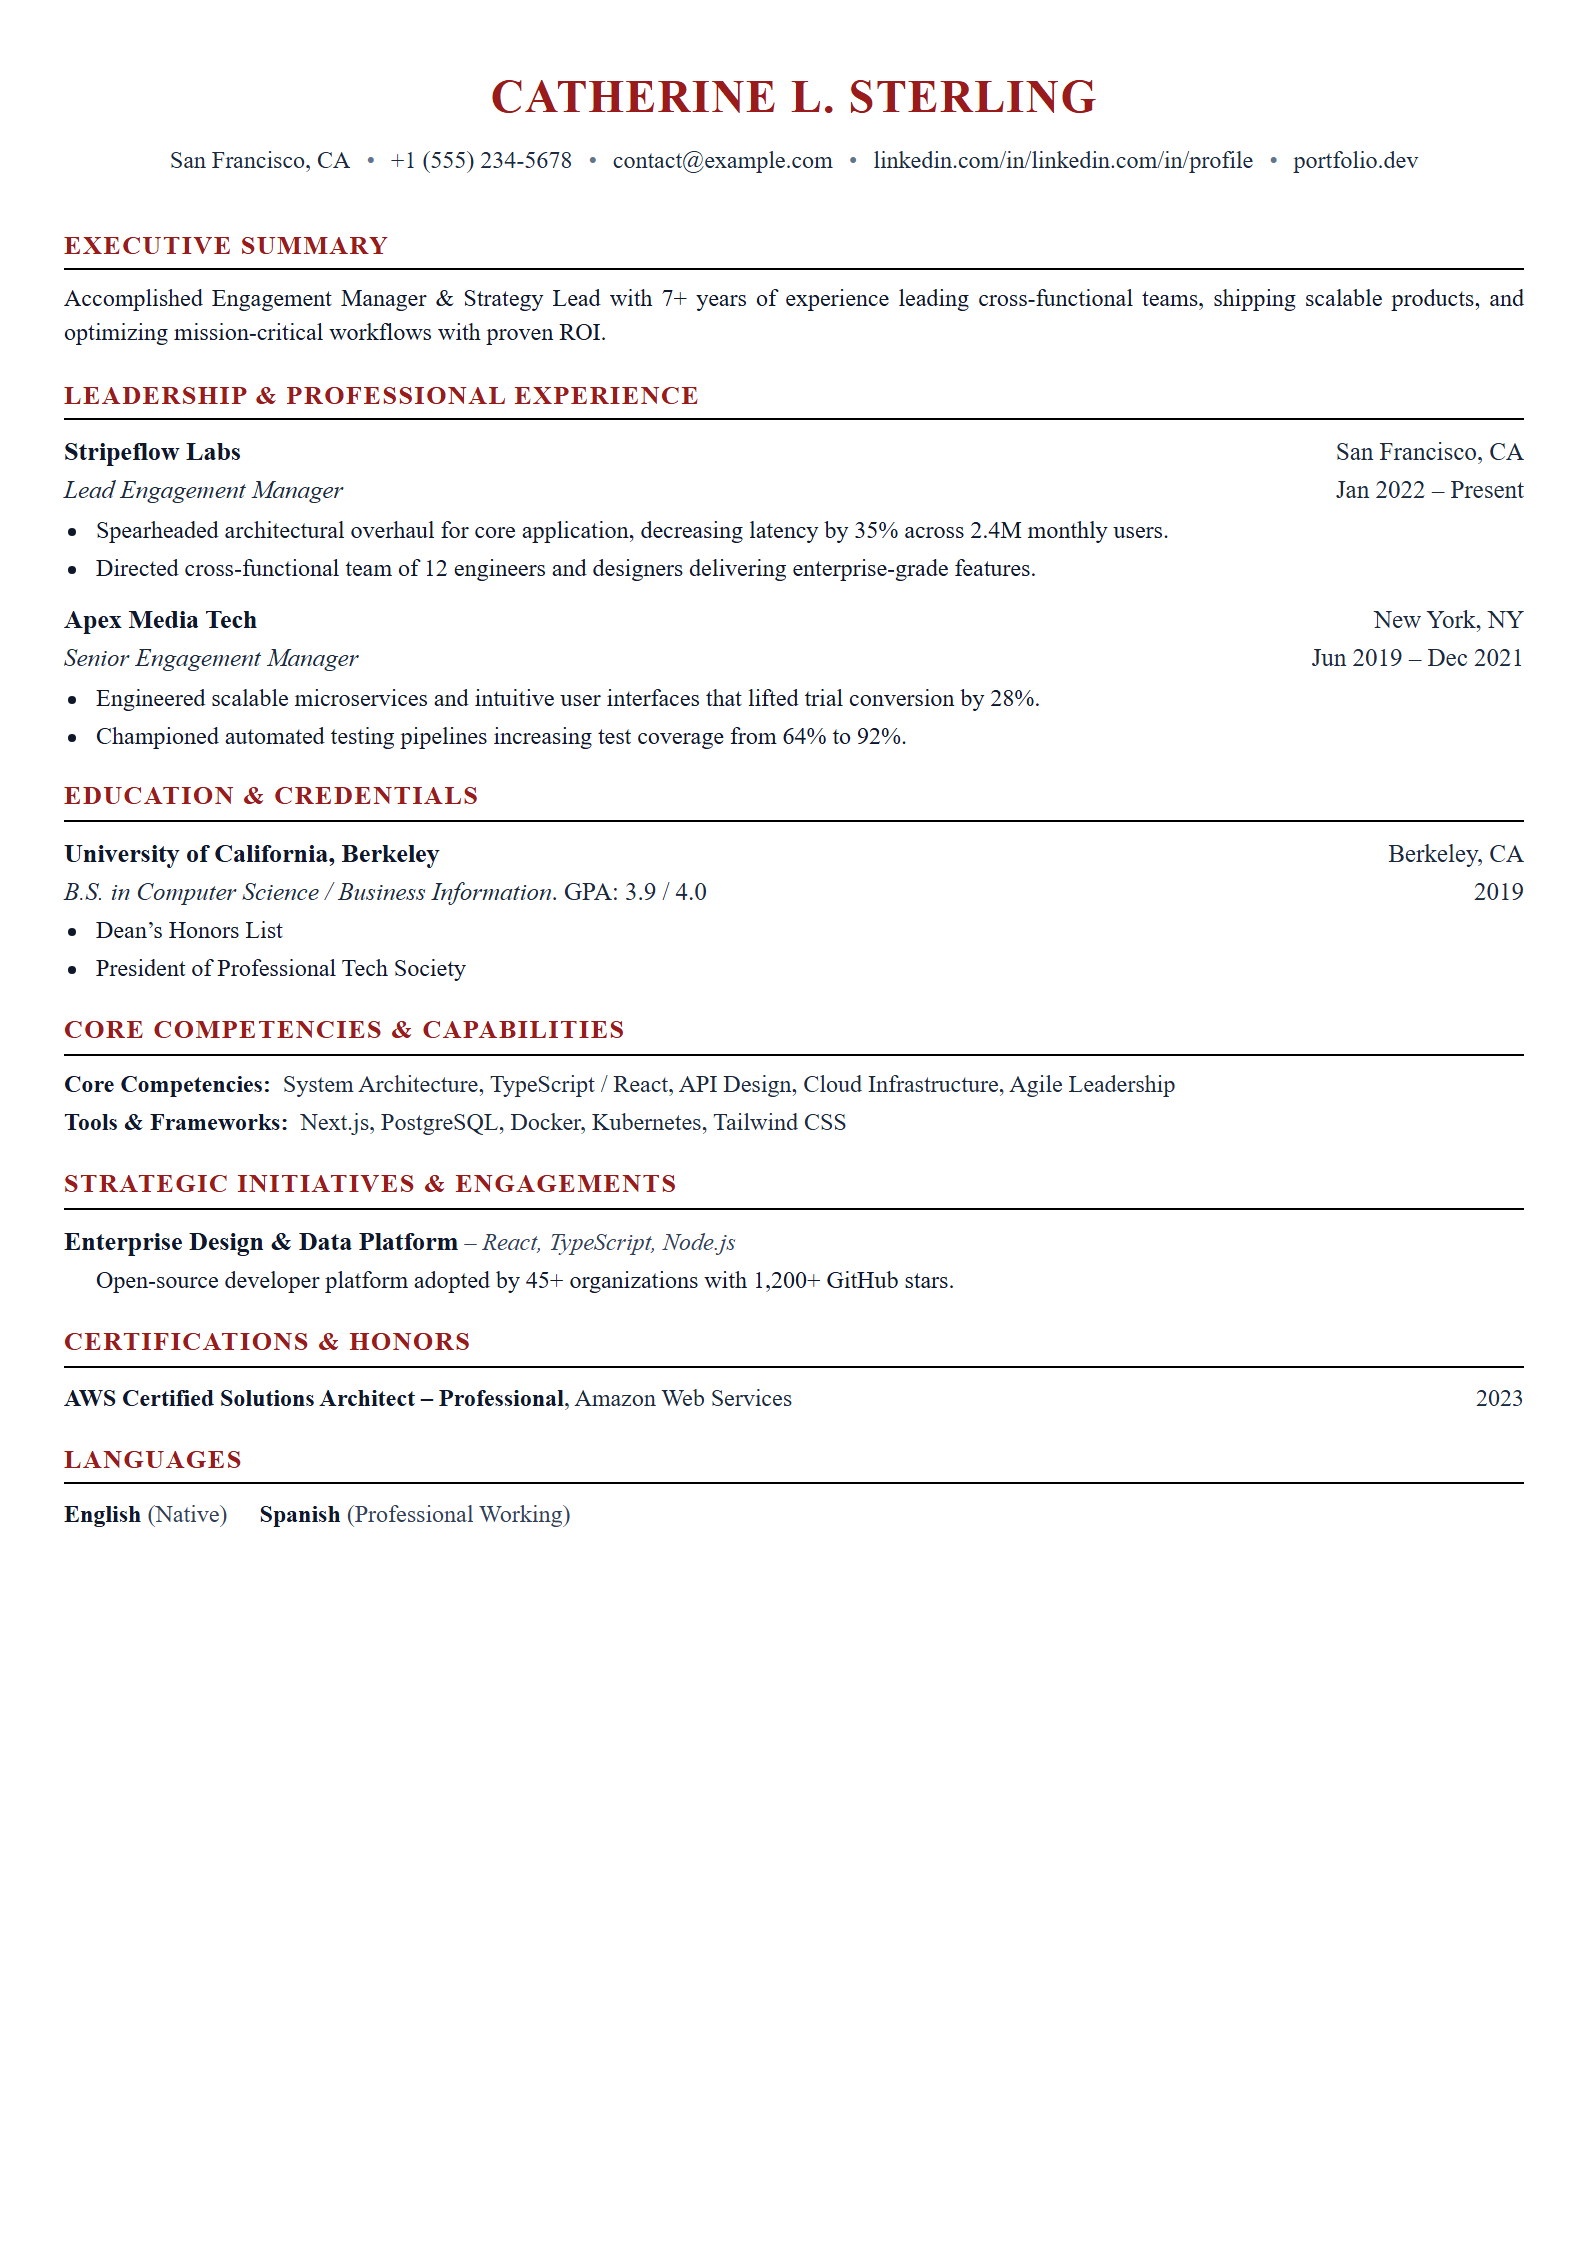 CATHERINE L. STERLING
San Francisco, CA • +1 (555) 234-5678 • contact@example.com • linkedin.com/in/linkedin.com/in/profile • portfolio.dev
EXECUTIVE SUMMARY
Accomplished Engagement Manager & Strategy Lead with 7+ years of experience leading cross-functional teams, shipping scalable products, and
optimizing mission-critical workflows with proven ROI.
LEADERSHIP & PROFESSIONAL EXPERIENCE
Stripeflow Labs San Francisco, CA
Lead Engagement Manager Jan 2022 – Present
• Spearheaded architectural overhaul for core application, decreasing latency by 35% across 2.4M monthly users.
• Directed cross-functional team of 12 engineers and designers delivering enterprise-grade features.
Apex Media Tech New York, NY
Senior Engagement Manager Jun 2019 – Dec 2021
• Engineered scalable microservices and intuitive user interfaces that lifted trial conversion by 28%.
• Championed automated testing pipelines increasing test coverage from 64% to 92%.
EDUCATION & CREDENTIALS
University of California, Berkeley Berkeley, CA
B.S. in Computer Science / Business Information. GPA: 3.9 / 4.0 2019
• Dean’s Honors List
• President of Professional Tech Society
CORE COMPETENCIES & CAPABILITIES
Core Competencies: System Architecture, TypeScript / React, API Design, Cloud Infrastructure, Agile Leadership
Tools & Frameworks: Next.js, PostgreSQL, Docker, Kubernetes, Tailwind CSS
STRATEGIC INITIATIVES & ENGAGEMENTS
Enterprise Design & Data Platform – React, TypeScript, Node.js
Open-source developer platform adopted by 45+ organizations with 1,200+ GitHub stars.
CERTIFICATIONS & HONORS
AWS Certified Solutions Architect – Professional, Amazon Web Services 2023
LANGUAGES
English (Native) Spanish (Professional Working)